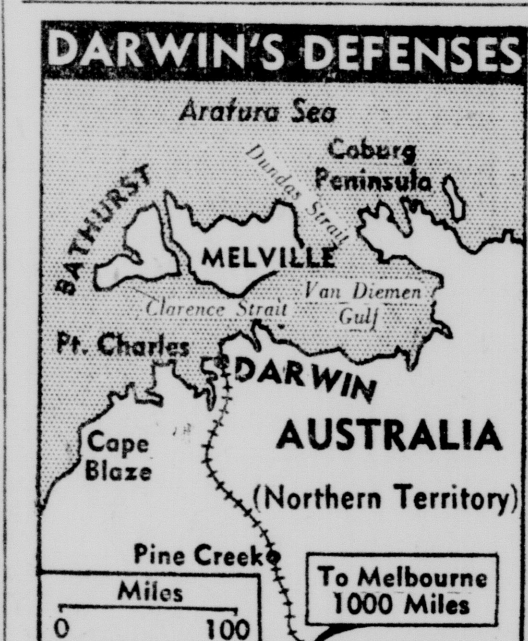 DARWIN'S DEFENSES
Arafura Sea
Dundas Strait
Coburg
Peninsula
BATHURST
MELVILLE
Clarence Strait
Van Diemen
Gulf
Pt. Charles
DARWIN
AUSTRALIA
Cape
Blaze
(Northern Territory)
Pine Creek
To Melbourne
1000 Miles
Miles
0 100